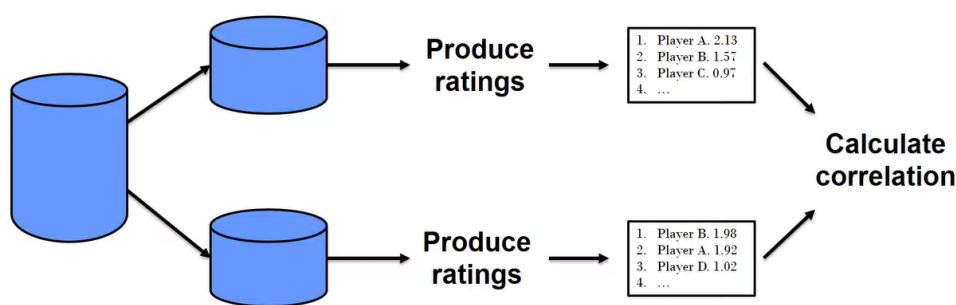 Produce
ratings
1. Player A. 2.13
2. Player B. 1.57
3. Player C. 0.97
4. ...
Calculate
correlation
Produce
ratings
1. Player B. 1.98
2. Player A. 1.92
3. Player D. 1.02
4. ...